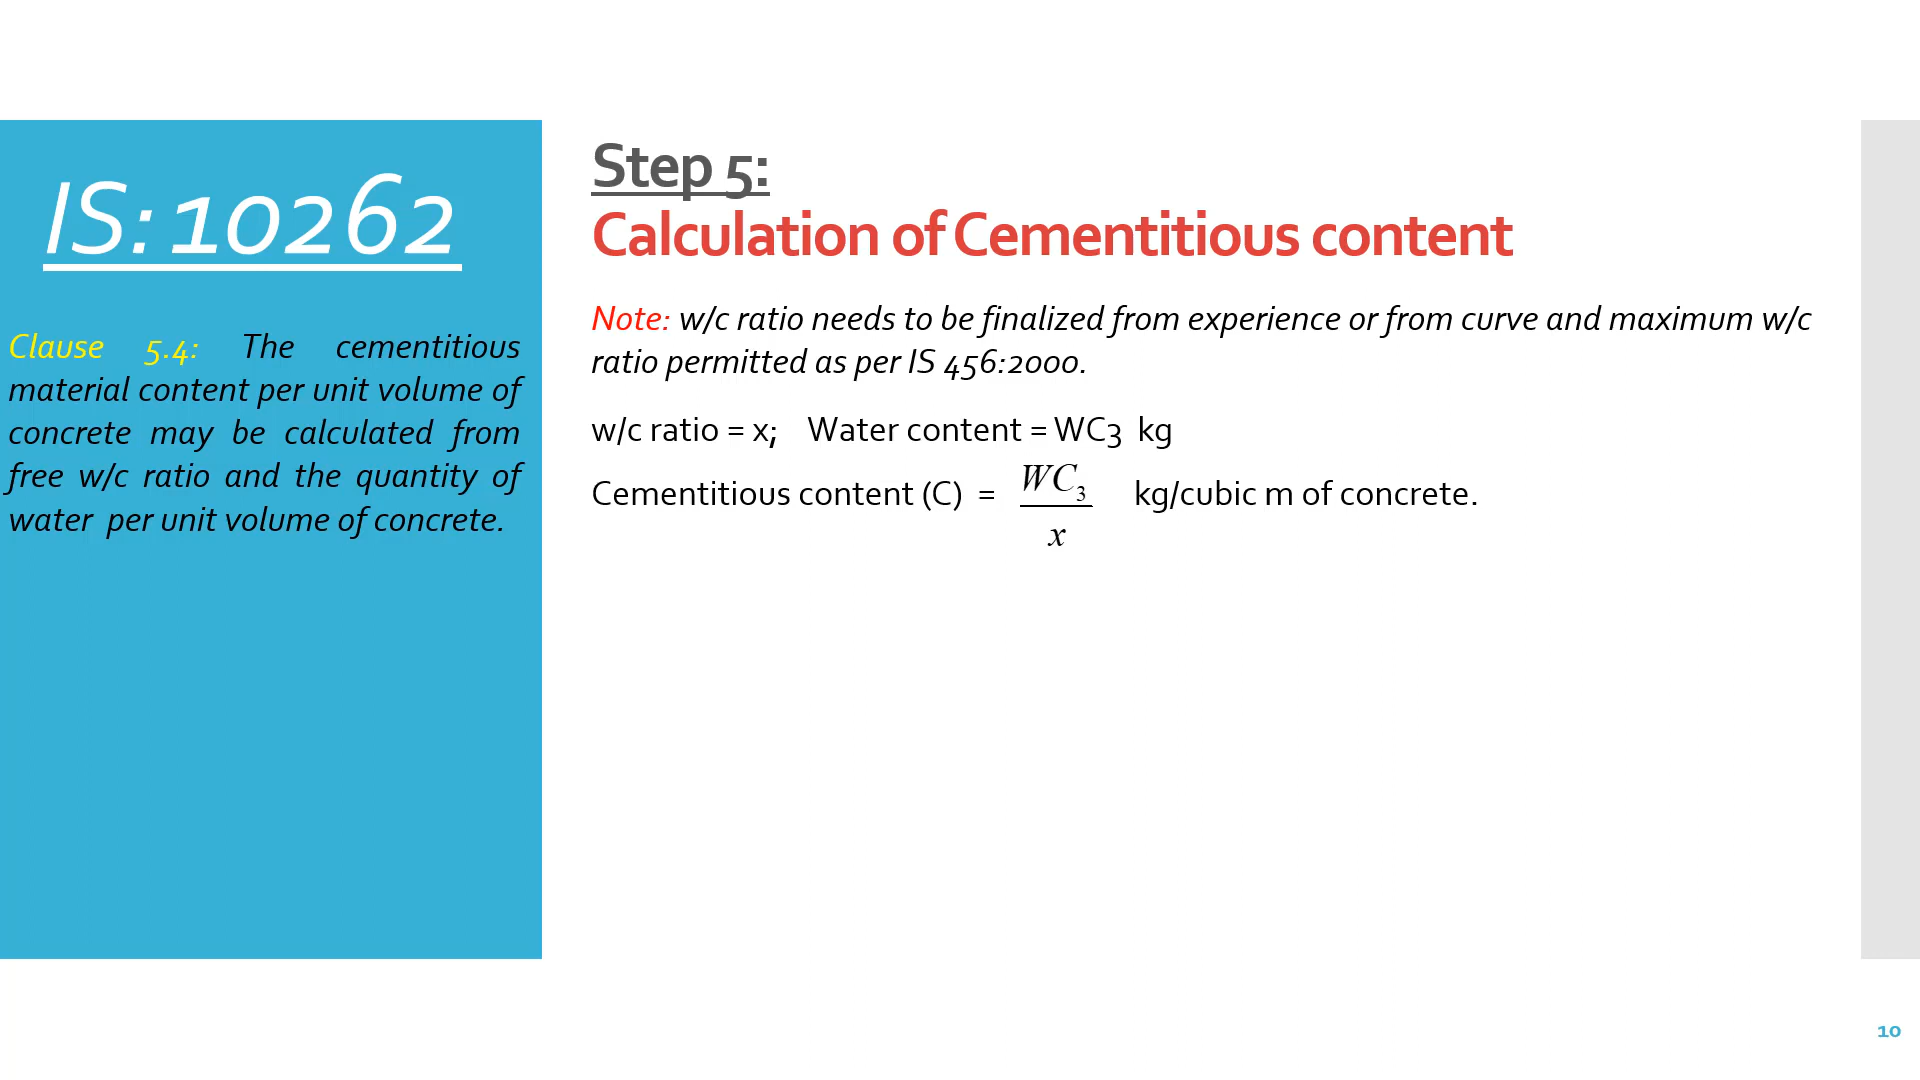 IS:10262
Clause 5.4: The cementitious
material content per unit volume of
concrete may be calculated from
free w/c ratio and the quantity of
water per unit volume of concrete.
Step 5:
Calculation of Cementitious content
Note: w/c ratio needs to be finalized from experience or from curve and maximum w/c
ratio permitted as per IS 456:2000.
w/c ratio = x; Water content = WC3 kg
Cementitious content (C) = WC₃/x kg/cubic m of concrete.
10